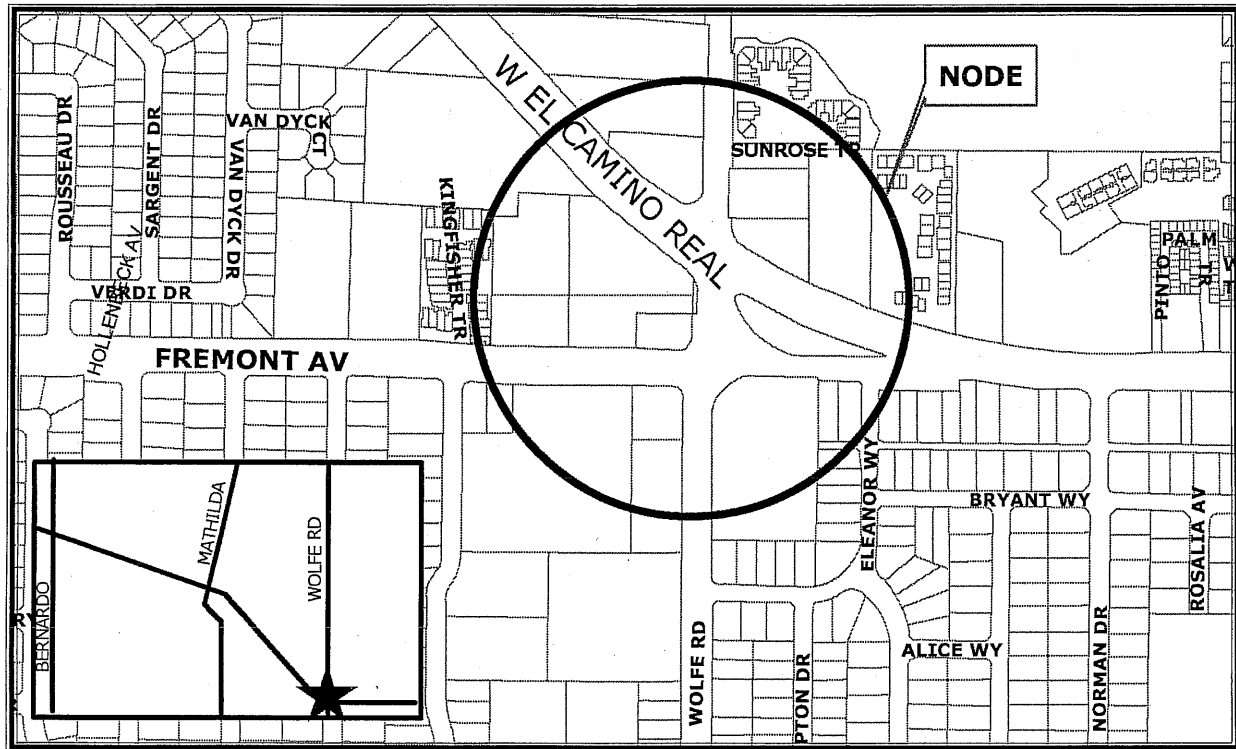 NODE
W EL CAMINO REAL
VAN DYCK
CT
SUNROSE TR
ROUSSEAU DR
SARGENT DR
VAN DYCK DR
KINGFISHER TR
PALM
TR
PINTO
W
T
HOLLENBECK AV
VERDI DR
FREMONT AV
ELEANOR WY
BRYANT WY
ROSALIA AV
MATHILDA
WOLFE RD
BERNARDO
RY
ALICE WY
WOLFE RD
PTON DR
NORMAN DR